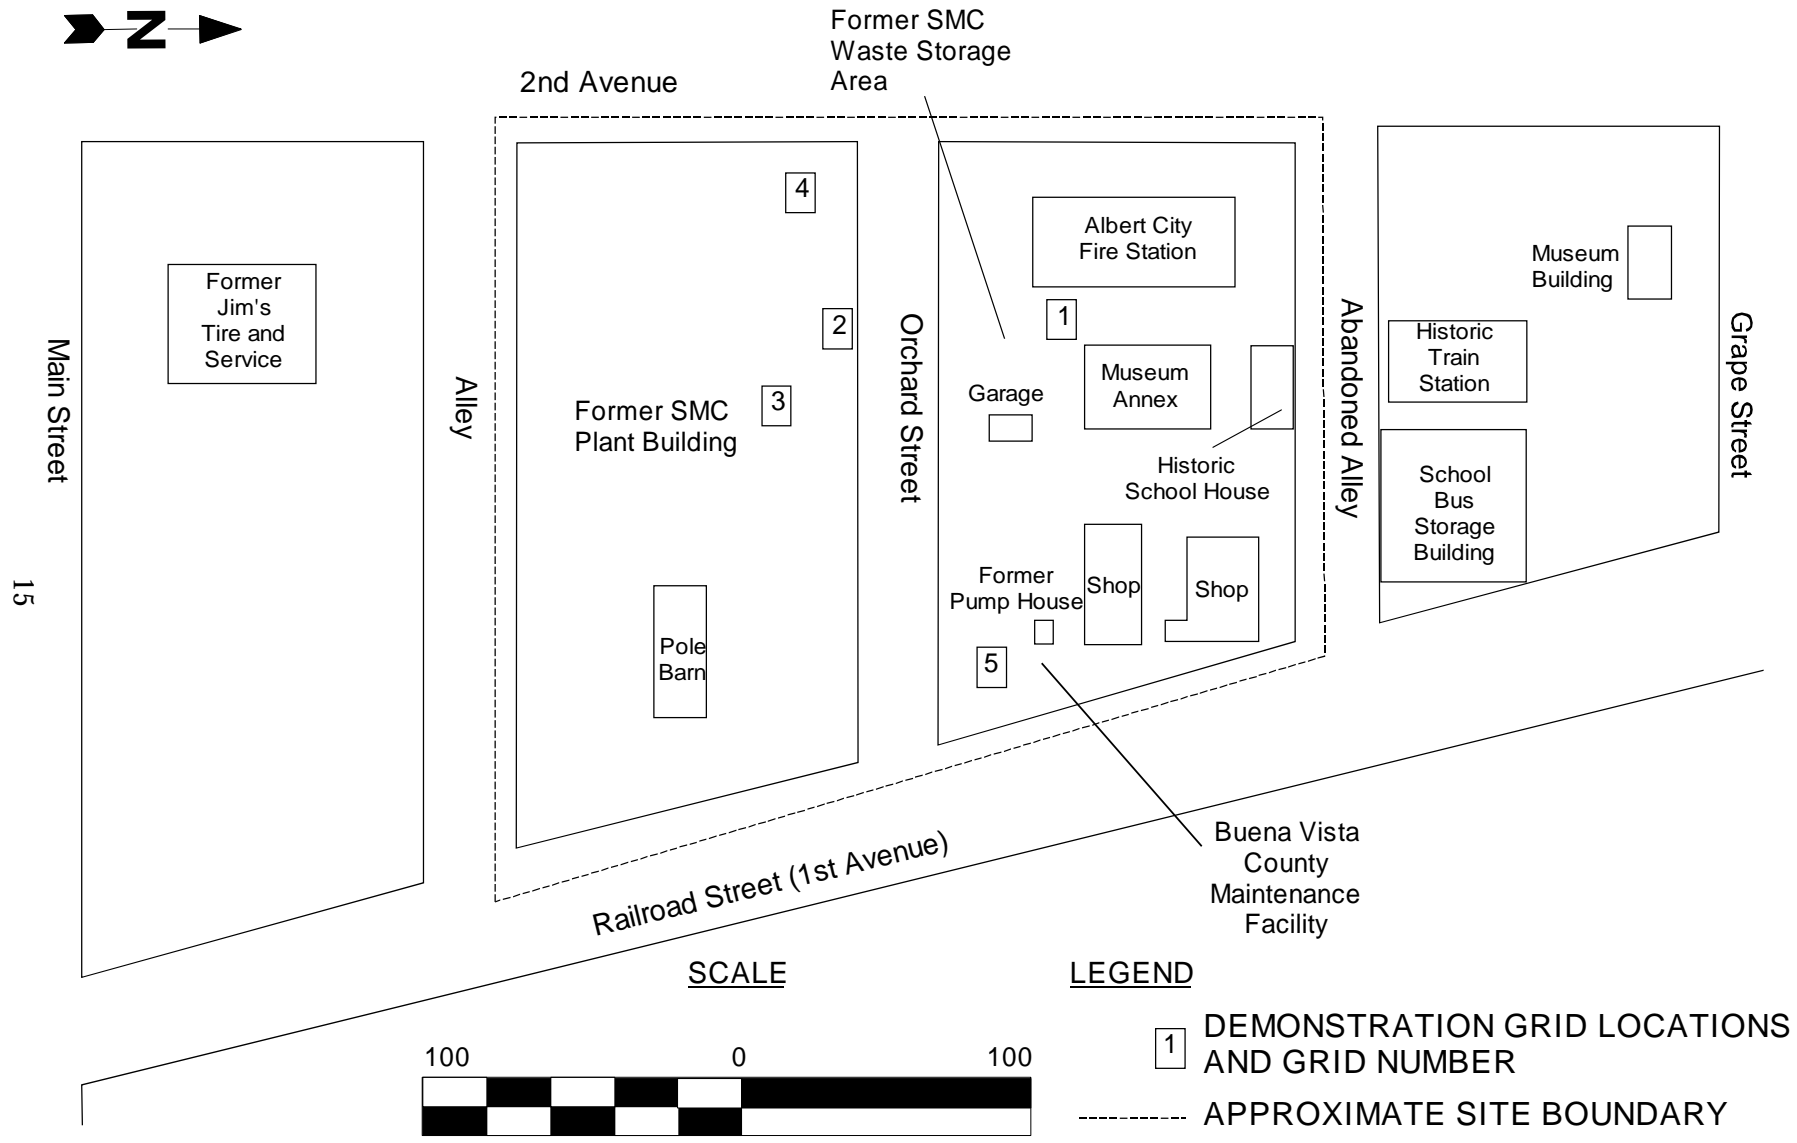 N
Former SMC
Waste Storage
Area
2nd Avenue
4
Albert City
Fire Station
Museum
Building
Former
Jim's
Tire and
Service
2
1
Historic
Train
Station
Main Street
Alley
3
Former SMC
Plant Building
Orchard Street
Garage
Museum
Annex
Abandoned Alley
Grape Street
Historic
School House
School
Bus
Storage
Building
15
Former
Pump House
Shop
Shop
Pole
Barn
5
Buena Vista
County
Maintenance
Facility
Railroad Street (1st Avenue)
SCALE
LEGEND
100 0 100
1
DEMONSTRATION GRID LOCATIONS
AND GRID NUMBER
APPROXIMATE SITE BOUNDARY